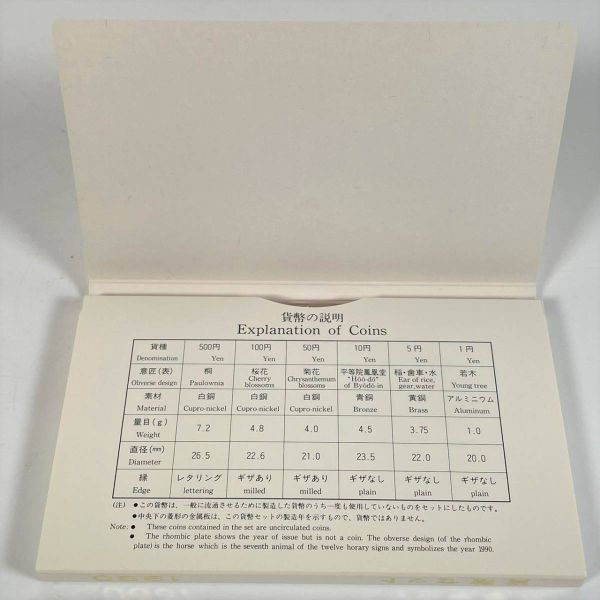 貨幣の説明
Explanation of Coins
貨種 500円 100円 50円 10円 5円 1円
Denomination Yen Yen Yen Yen Yen Yen
意匠(表) 桐 桜花 菊花 平等院鳳凰堂 稲・歯車・水 若木
Obverse design Paulownia Cherry blossoms Chrysanthemum blossoms "Hōō-dō" of Byōdō-in Ear of rice, gear, water Young tree
素材 白銅 白銅 白銅 青銅 黄銅 アルミニウム
Material Cupro-nickel Cupro-nickel Cupro-nickel Bronze Brass Aluminum
量目(g) 7.2 4.8 4.0 4.5 3.75 1.0
Weight
直径(mm) 26.5 22.6 21.0 23.5 22.0 20.0
Diameter
縁 レタリング ギザあり ギザあり ギザなし ギザなし ギザなし
Edge lettering milled milled plain plain plain
(注) ●この貨幣は、一般に流通させるために製造した貨幣のうち一度も使用していないものをセットにしたものです。
●中央下の菱形の金属板は、この貨幣セットの製造年を示すもので、貨幣ではありません。
Note: ● These coins contained in the set are uncirculated coins.
● The rhombic plate shows the year of issue but is not a coin. The obverse design (of the rhombic
plate) is the horse which is the seventh animal of the twelve horary signs and symbolizes the year 1990.
1990 貨幣セット